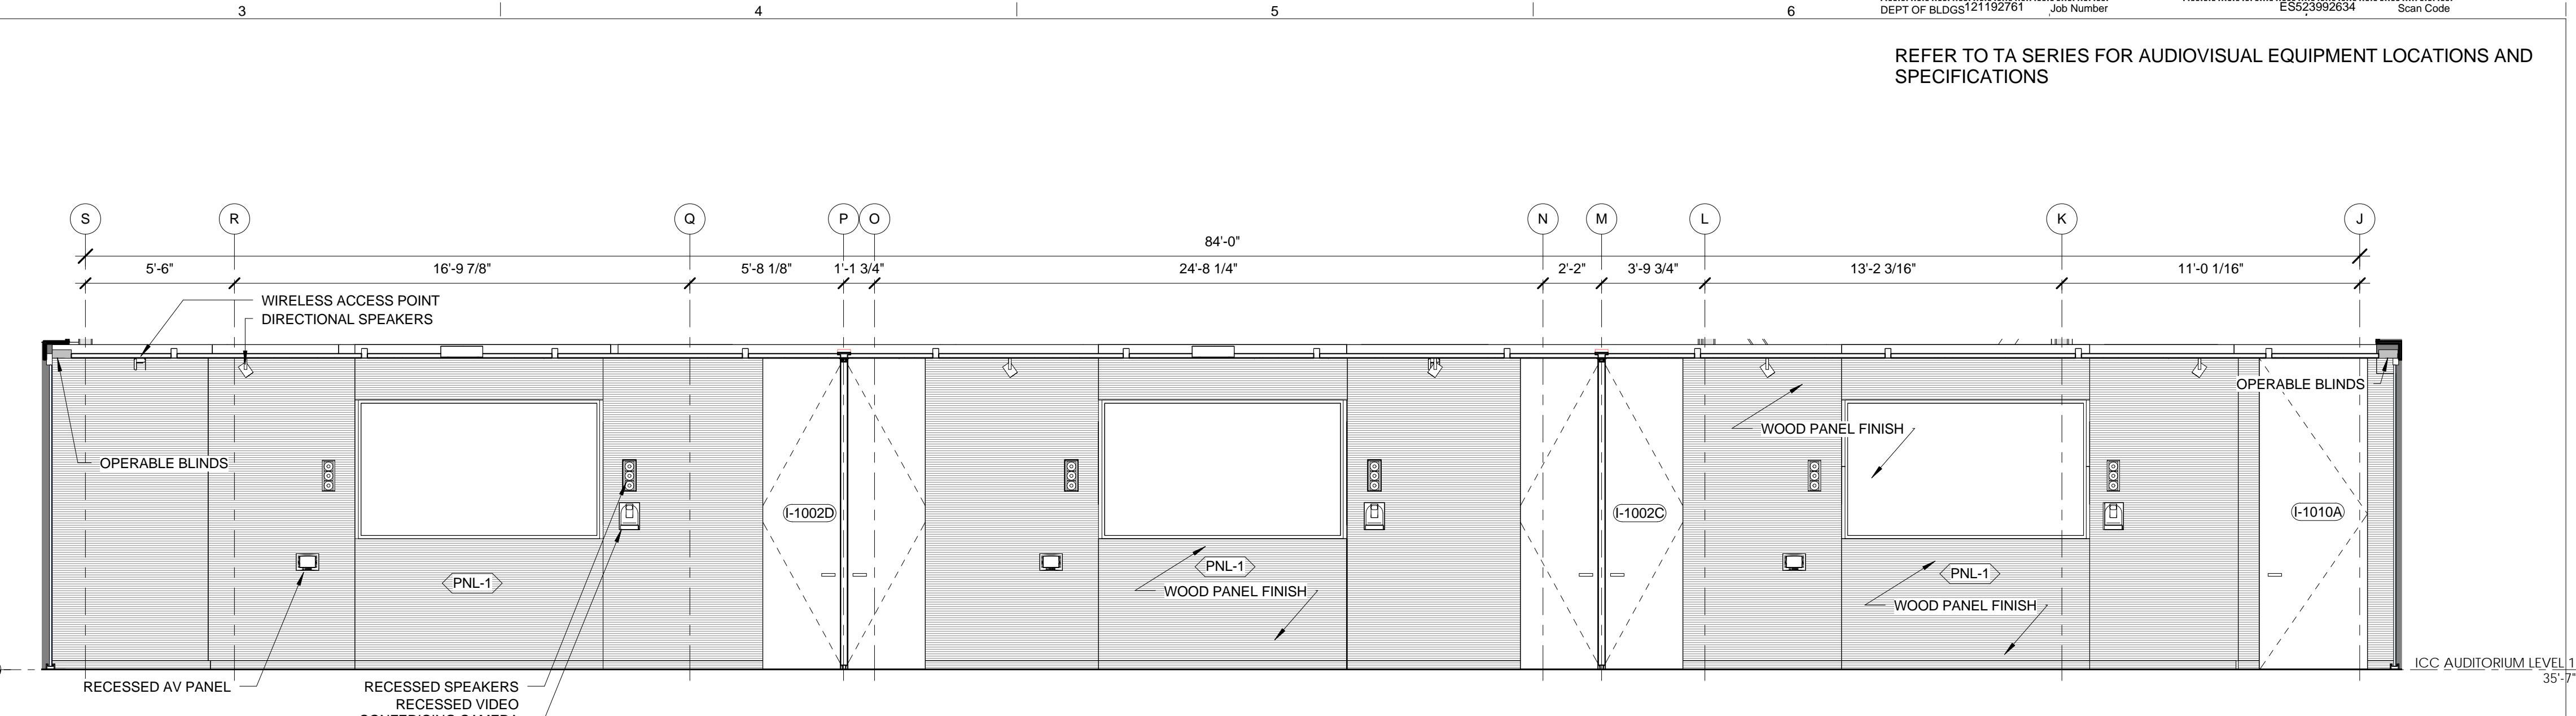 3 4 5 6
DEPT OF BLDGS 121192761 Job Number ES523992634 Scan Code
REFER TO TA SERIES FOR AUDIOVISUAL EQUIPMENT LOCATIONS AND
SPECIFICATIONS
S R Q P O N M L K J
84'-0"
5'-6" 16'-9 7/8" 5'-8 1/8" 1'-1 3/4" 24'-8 1/4" 2'-2" 3'-9 3/4" 13'-2 3/16" 11'-0 1/16"
WIRELESS ACCESS POINT
DIRECTIONAL SPEAKERS
OPERABLE BLINDS
WOOD PANEL FINISH
OPERABLE BLINDS
I-1002D I-1002C I-1010A
PNL-1 PNL-1 PNL-1
WOOD PANEL FINISH WOOD PANEL FINISH
ICC AUDITORIUM LEVEL 1
35'-7"
RECESSED AV PANEL
RECESSED SPEAKERS
RECESSED VIDEO